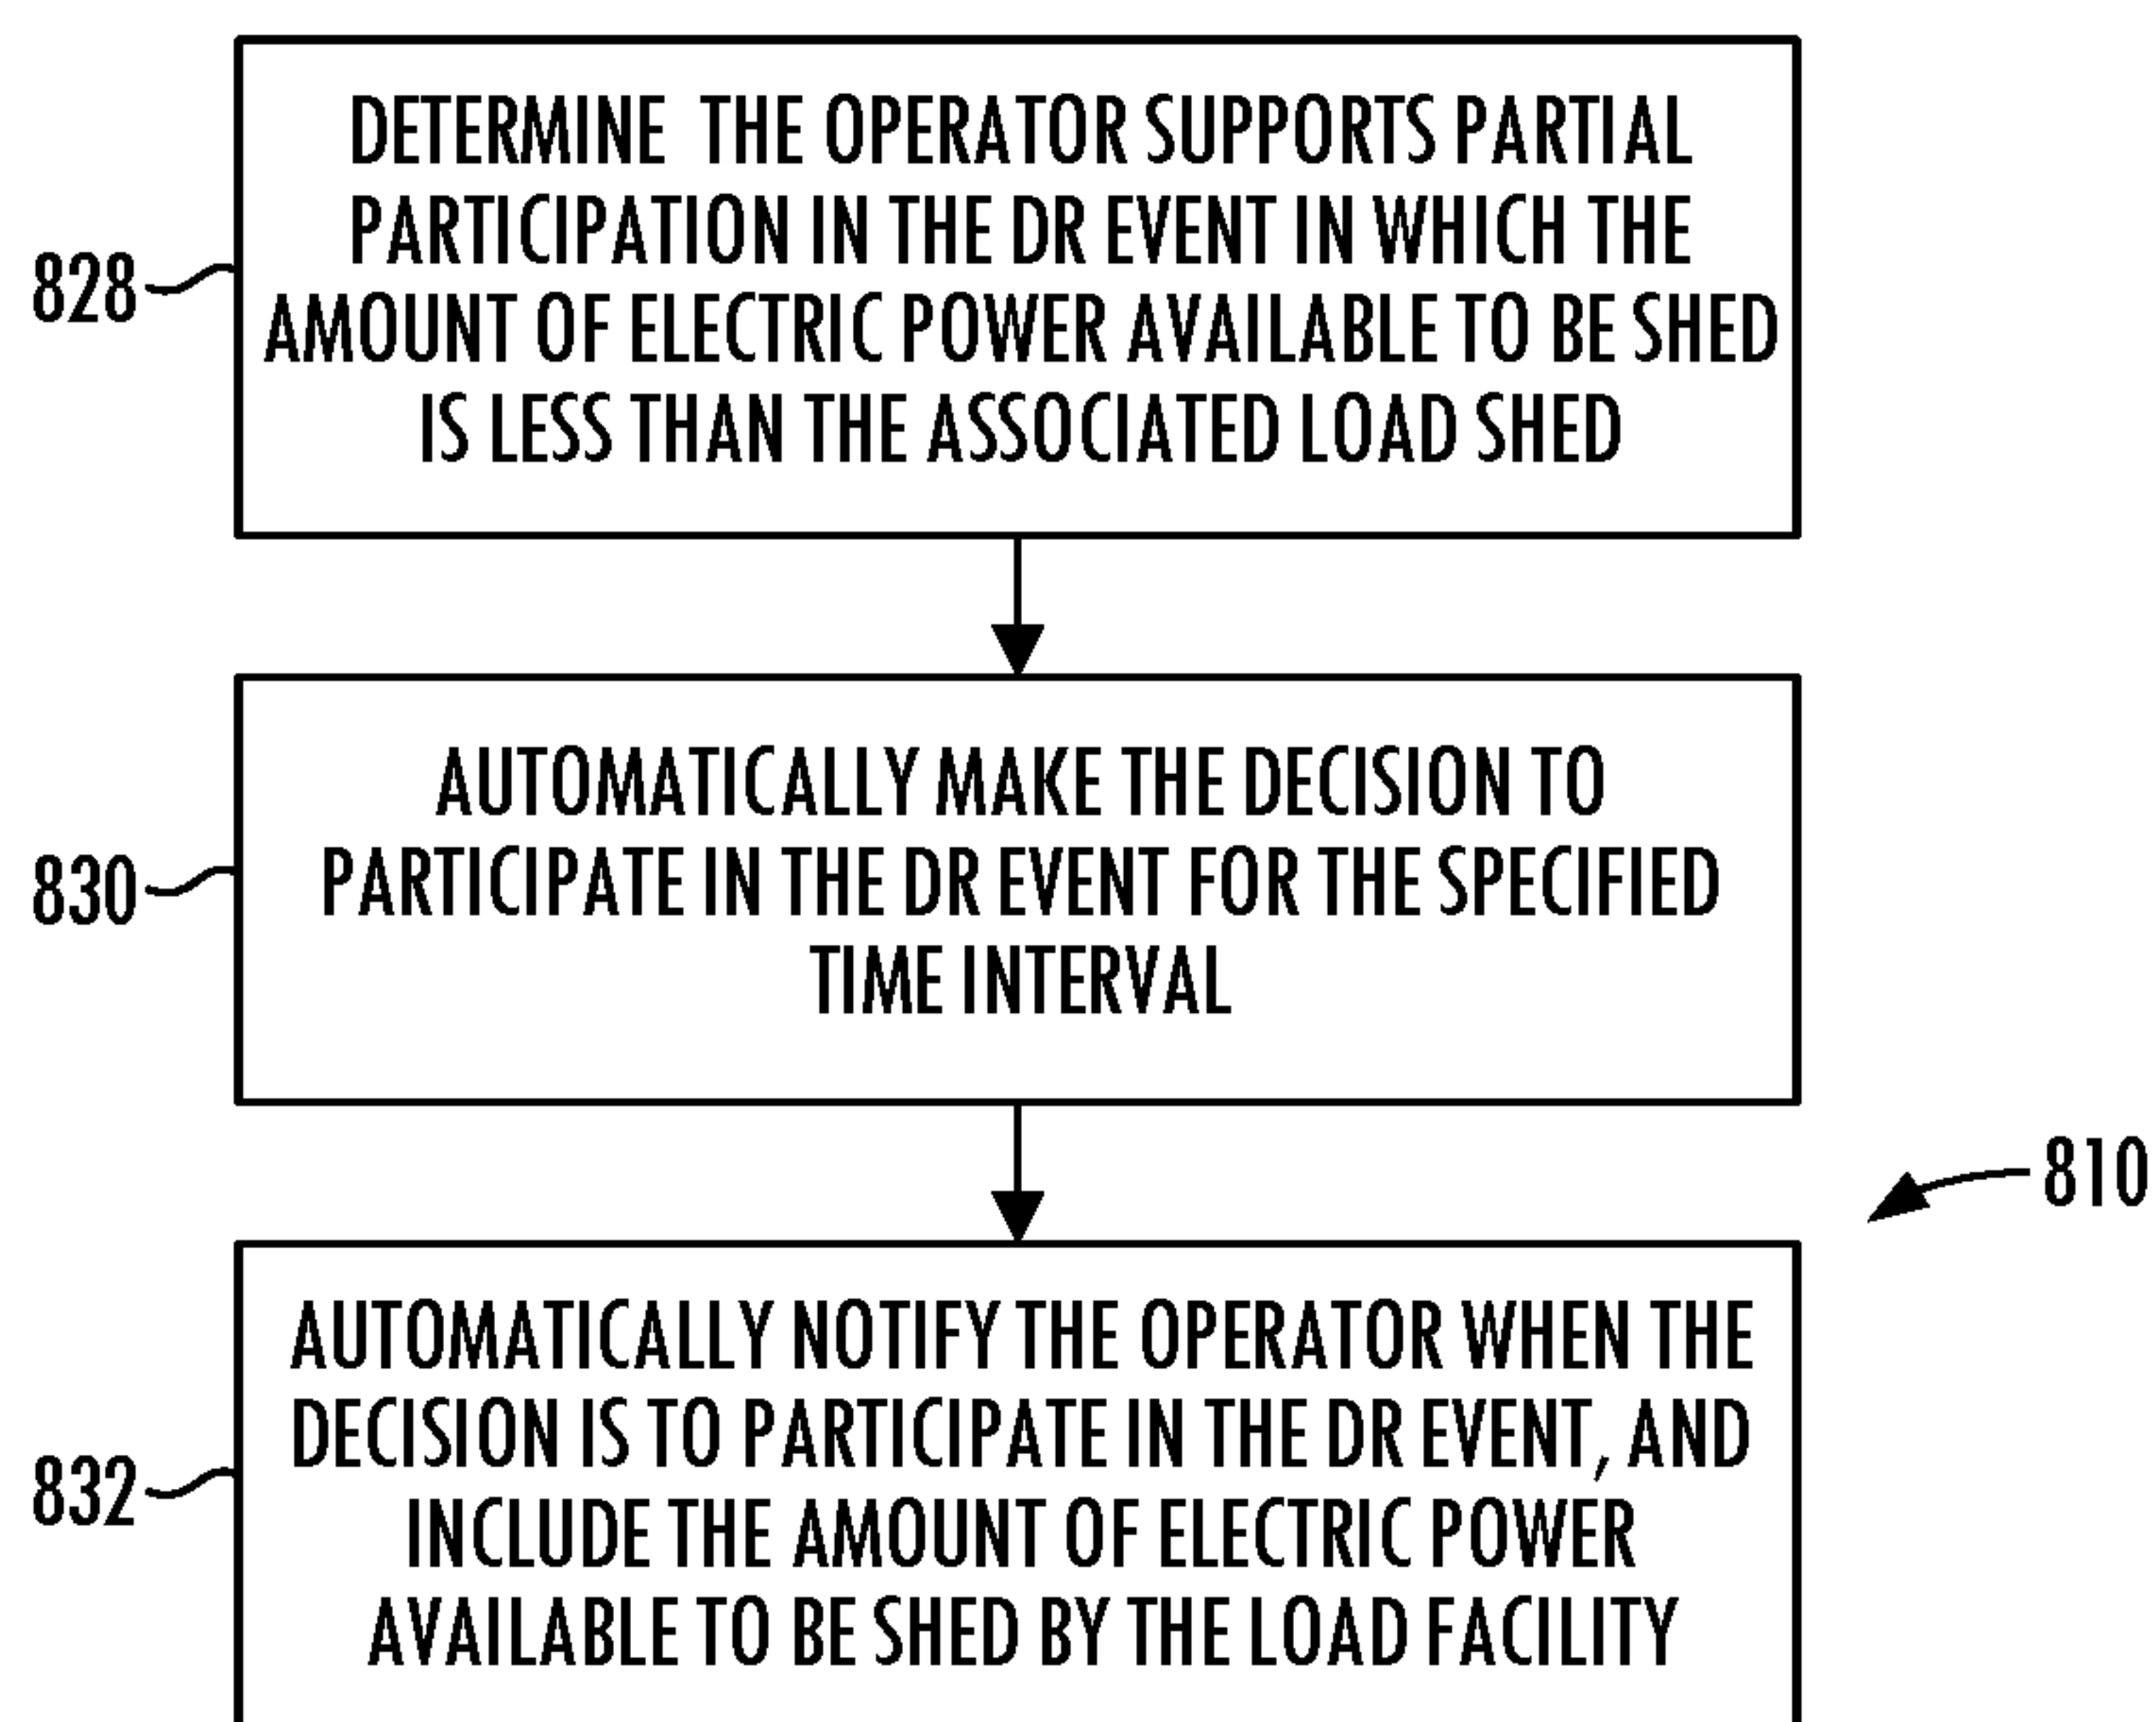 DETERMINE THE OPERATOR SUPPORTS PARTIAL
PARTICIPATION IN THE DR EVENT IN WHICH THE
AMOUNT OF ELECTRIC POWER AVAILABLE TO BE SHED
IS LESS THAN THE ASSOCIATED LOAD SHED
828
AUTOMATICALLY MAKE THE DECISION TO
PARTICIPATE IN THE DR EVENT FOR THE SPECIFIED
TIME INTERVAL
830
810
AUTOMATICALLY NOTIFY THE OPERATOR WHEN THE
DECISION IS TO PARTICIPATE IN THE DR EVENT, AND
INCLUDE THE AMOUNT OF ELECTRIC POWER
AVAILABLE TO BE SHED BY THE LOAD FACILITY
832